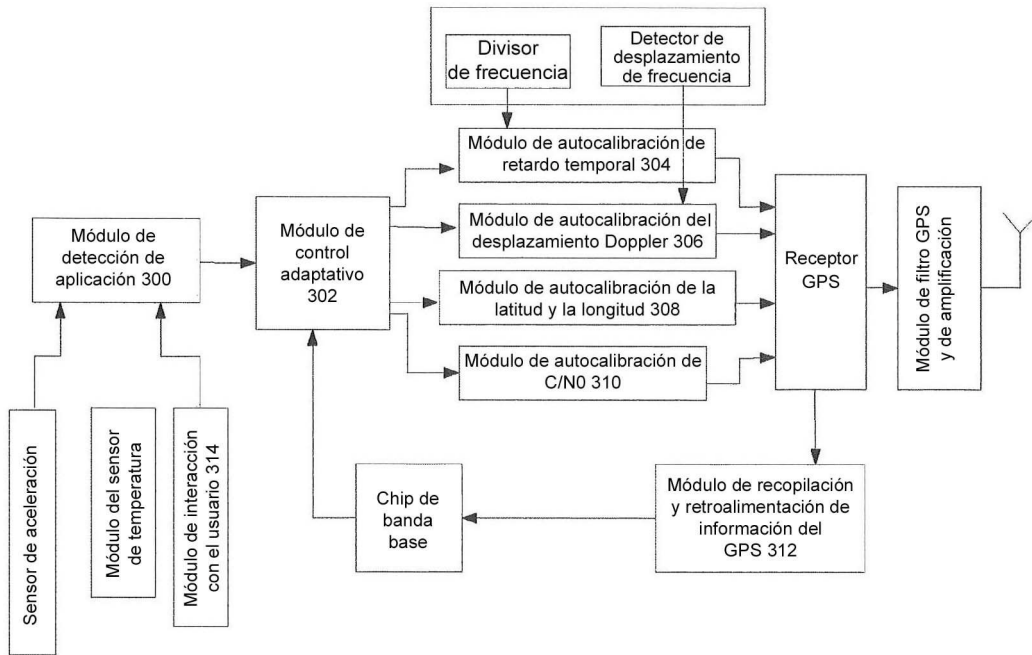 Divisor
de frecuencia
Detector de
desplazamiento
de frecuencia
Módulo de autocalibración de
retardo temporal 304
Módulo de autocalibración del
desplazamiento Doppler 306
Módulo de autocalibración de la
latitud y la longitud 308
Módulo de autocalibración de
C/N0 310
Módulo de
detección de
aplicación 300
Módulo de
control
adaptativo
302
Receptor
GPS
Módulo de filtro GPS
y de amplificación
Sensor de aceleración
Módulo del sensor
de temperatura
Módulo de interacción
con el usuario 314
Chip de
banda
base
Módulo de recopilación
y retroalimentación de
información del
GPS 312